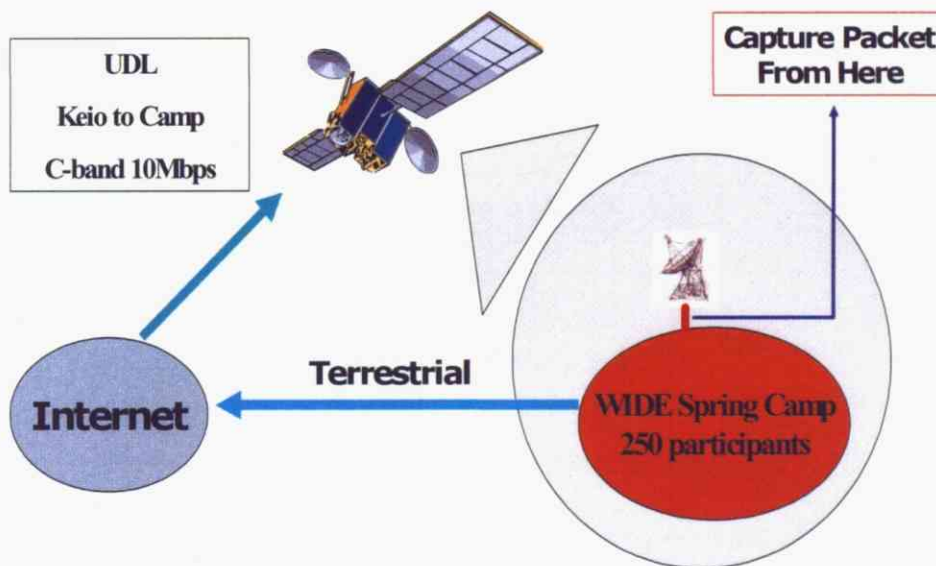 UDL
Keio to Camp
C-band 10Mbps
Capture Packet
From Here
Terrestrial
Internet
WIDE Spring Camp
250 participants